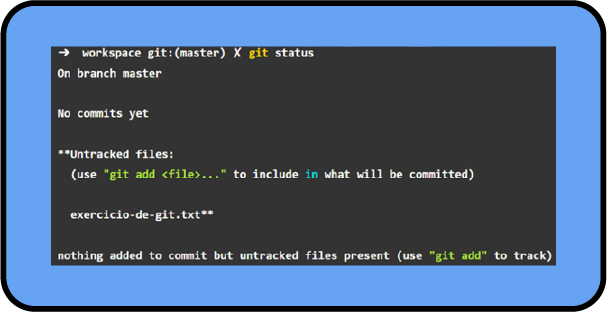 ➜ workspace git:(master) ✗ git status
On branch master
No commits yet
**Untracked files:
(use "git add <file>..." to include in what will be committed)
exercicio-de-git.txt**
nothing added to commit but untracked files present (use "git add" to track)